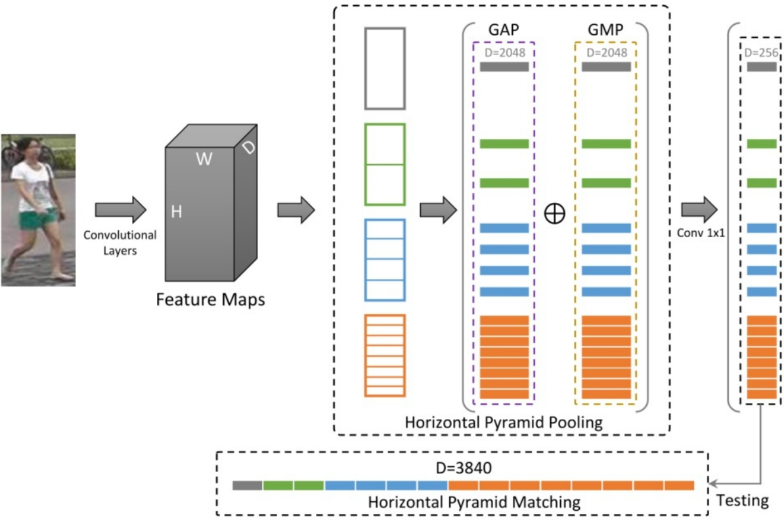 GAP
GMP
D=2048
D=2048
D=256
W
D
H
Convolutional
Layers
Feature Maps
Conv 1x1
Horizontal Pyramid Pooling
D=3840
Horizontal Pyramid Matching
Testing